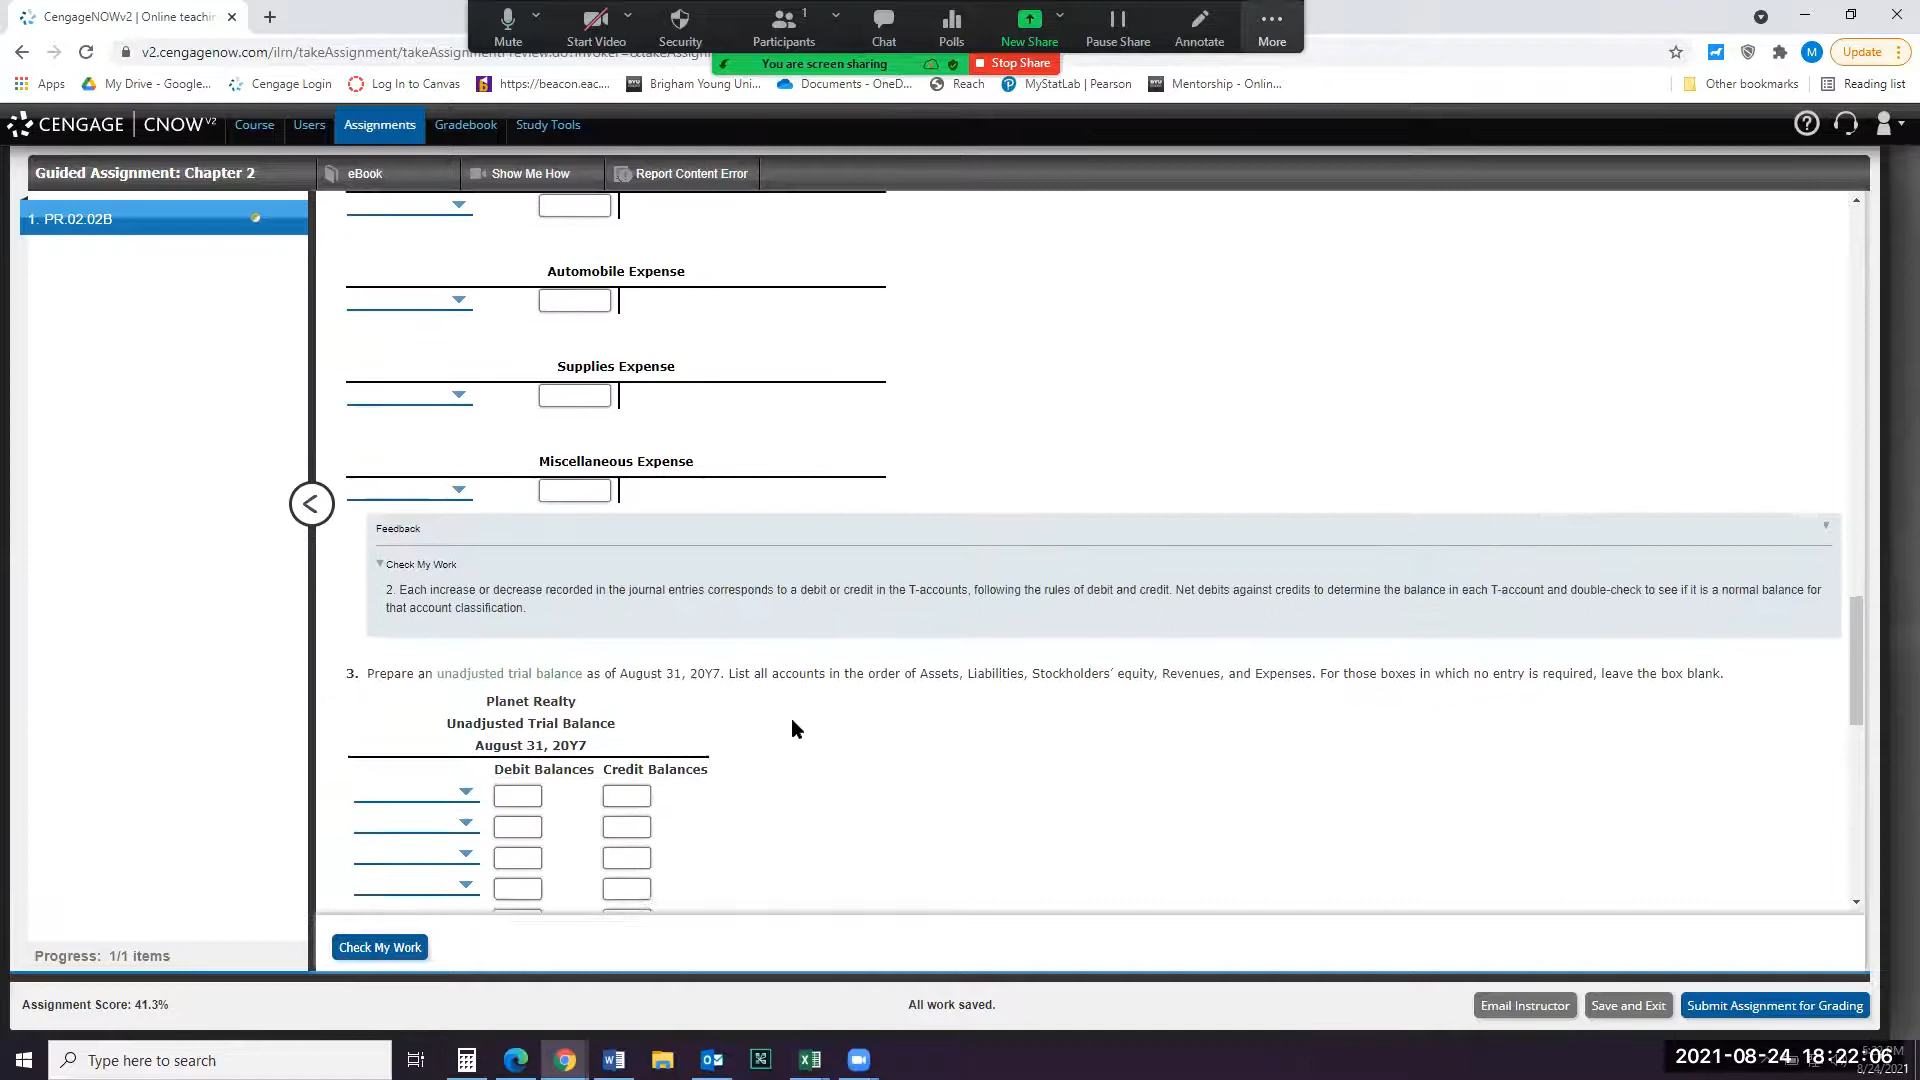 CengageNOWv2 | Online teachin
Mute
Start Video
Security
1
Participants
Chat
Polls
New Share
Pause Share
Annotate
More
v2.cengagenow.com/ilrn/takeAssignment/takeAssignment
You are screen sharing
Stop Share
M
Update
Apps
My Drive - Google...
Cengage Login
Log In to Canvas
https://beacon.eac....
Brigham Young Uni...
Documents - OneD...
Reach
MyStatLab | Pearson
Mentorship - Onlin...
Other bookmarks
Reading list
CENGAGE | CNOWv2
Course
Users
Assignments
Gradebook
Study Tools
Guided Assignment: Chapter 2
eBook
Show Me How
Report Content Error
1. PR.02.02B
Automobile Expense
Supplies Expense
Miscellaneous Expense
Feedback
Check My Work
2. Each increase or decrease recorded in the journal entries corresponds to a debit or credit in the T-accounts, following the rules of debit and credit. Net debits against credits to determine the balance in each T-account and double-check to see if it is a normal balance for
that account classification.
3. Prepare an unadjusted trial balance as of August 31, 20Y7. List all accounts in the order of Assets, Liabilities, Stockholders' equity, Revenues, and Expenses. For those boxes in which no entry is required, leave the box blank.
Planet Realty
Unadjusted Trial Balance
August 31, 20Y7
Debit Balances Credit Balances
Check My Work
Progress: 1/1 items
Assignment Score: 41.3%
All work saved.
Email Instructor
Save and Exit
Submit Assignment for Grading
Type here to search
2021-08-24 18:22:06
8/24/2021